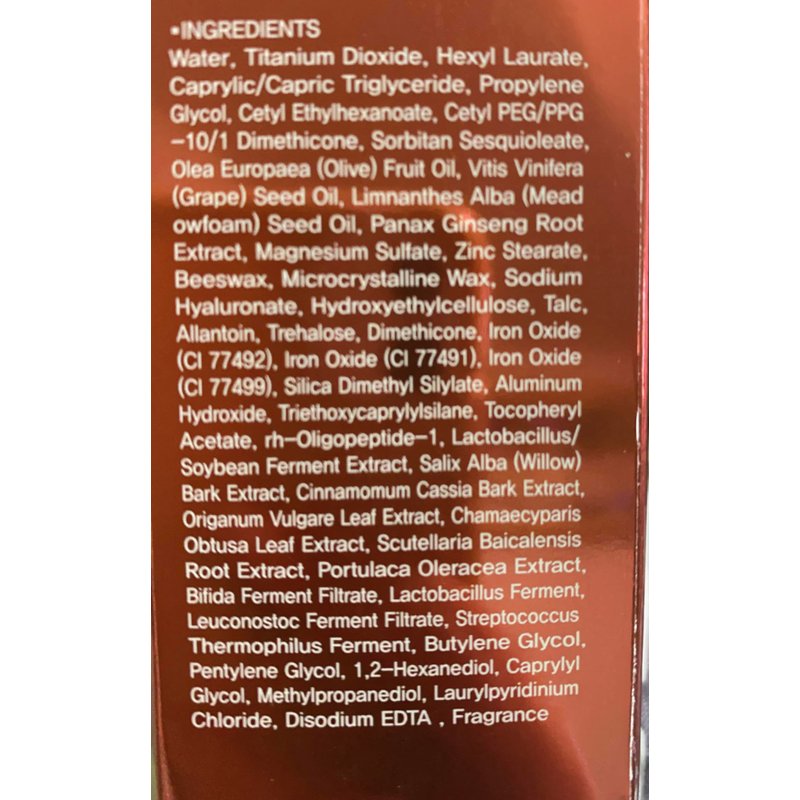 •INGREDIENTS
Water, Titanium Dioxide, Hexyl Laurate,
Caprylic/Capric Triglyceride, Propylene
Glycol, Cetyl Ethylhexanoate, Cetyl PEG/PPG
-10/1 Dimethicone, Sorbitan Sesquioleate,
Olea Europaea (Olive) Fruit Oil, Vitis Vinifera
(Grape) Seed Oil, Limnanthes Alba (Mead
owfoam) Seed Oil, Panax Ginseng Root
Extract, Magnesium Sulfate, Zinc Stearate,
Beeswax, Microcrystalline Wax, Sodium
Hyaluronate, Hydroxyethylcellulose, Talc,
Allantoin, Trehalose, Dimethicone, Iron Oxide
(CI 77492), Iron Oxide (CI 77491), Iron Oxide
(CI 77499), Silica Dimethyl Silylate, Aluminum
Hydroxide, Triethoxycaprylylsilane, Tocopheryl
Acetate, rh-Oligopeptide-1, Lactobacillus/
Soybean Ferment Extract, Salix Alba (Willow)
Bark Extract, Cinnamomum Cassia Bark Extract,
Origanum Vulgare Leaf Extract, Chamaecyparis
Obtusa Leaf Extract, Scutellaria Baicalensis
Root Extract, Portulaca Oleracea Extract,
Bifida Ferment Filtrate, Lactobacillus Ferment,
Leuconostoc Ferment Filtrate, Streptococcus
Thermophilus Ferment, Butylene Glycol,
Pentylene Glycol, 1,2-Hexanediol, Caprylyl
Glycol, Methylpropanediol, Laurylpyridinium
Chloride, Disodium EDTA , Fragrance